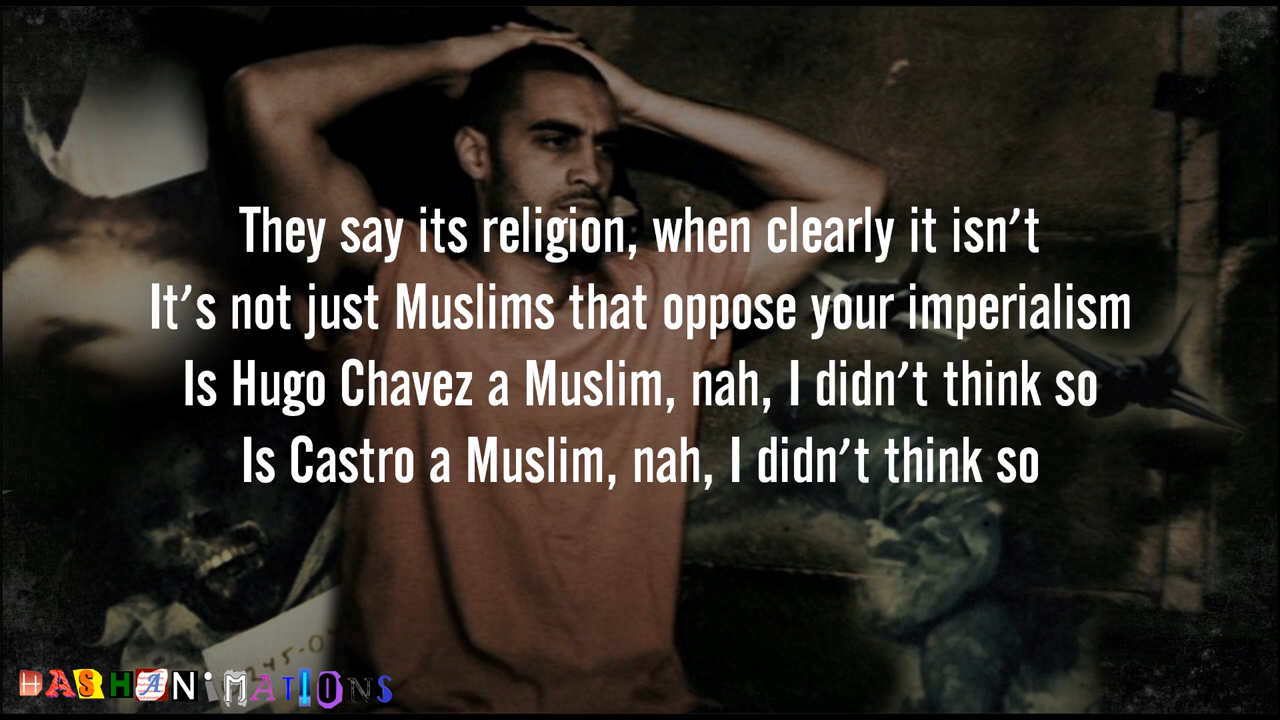 They say its religion, when clearly it isn't
It's not just Muslims that oppose your imperialism
Is Hugo Chavez a Muslim, nah, I didn't think so
Is Castro a Muslim, nah, I didn't think so
HASHANiMATIONS